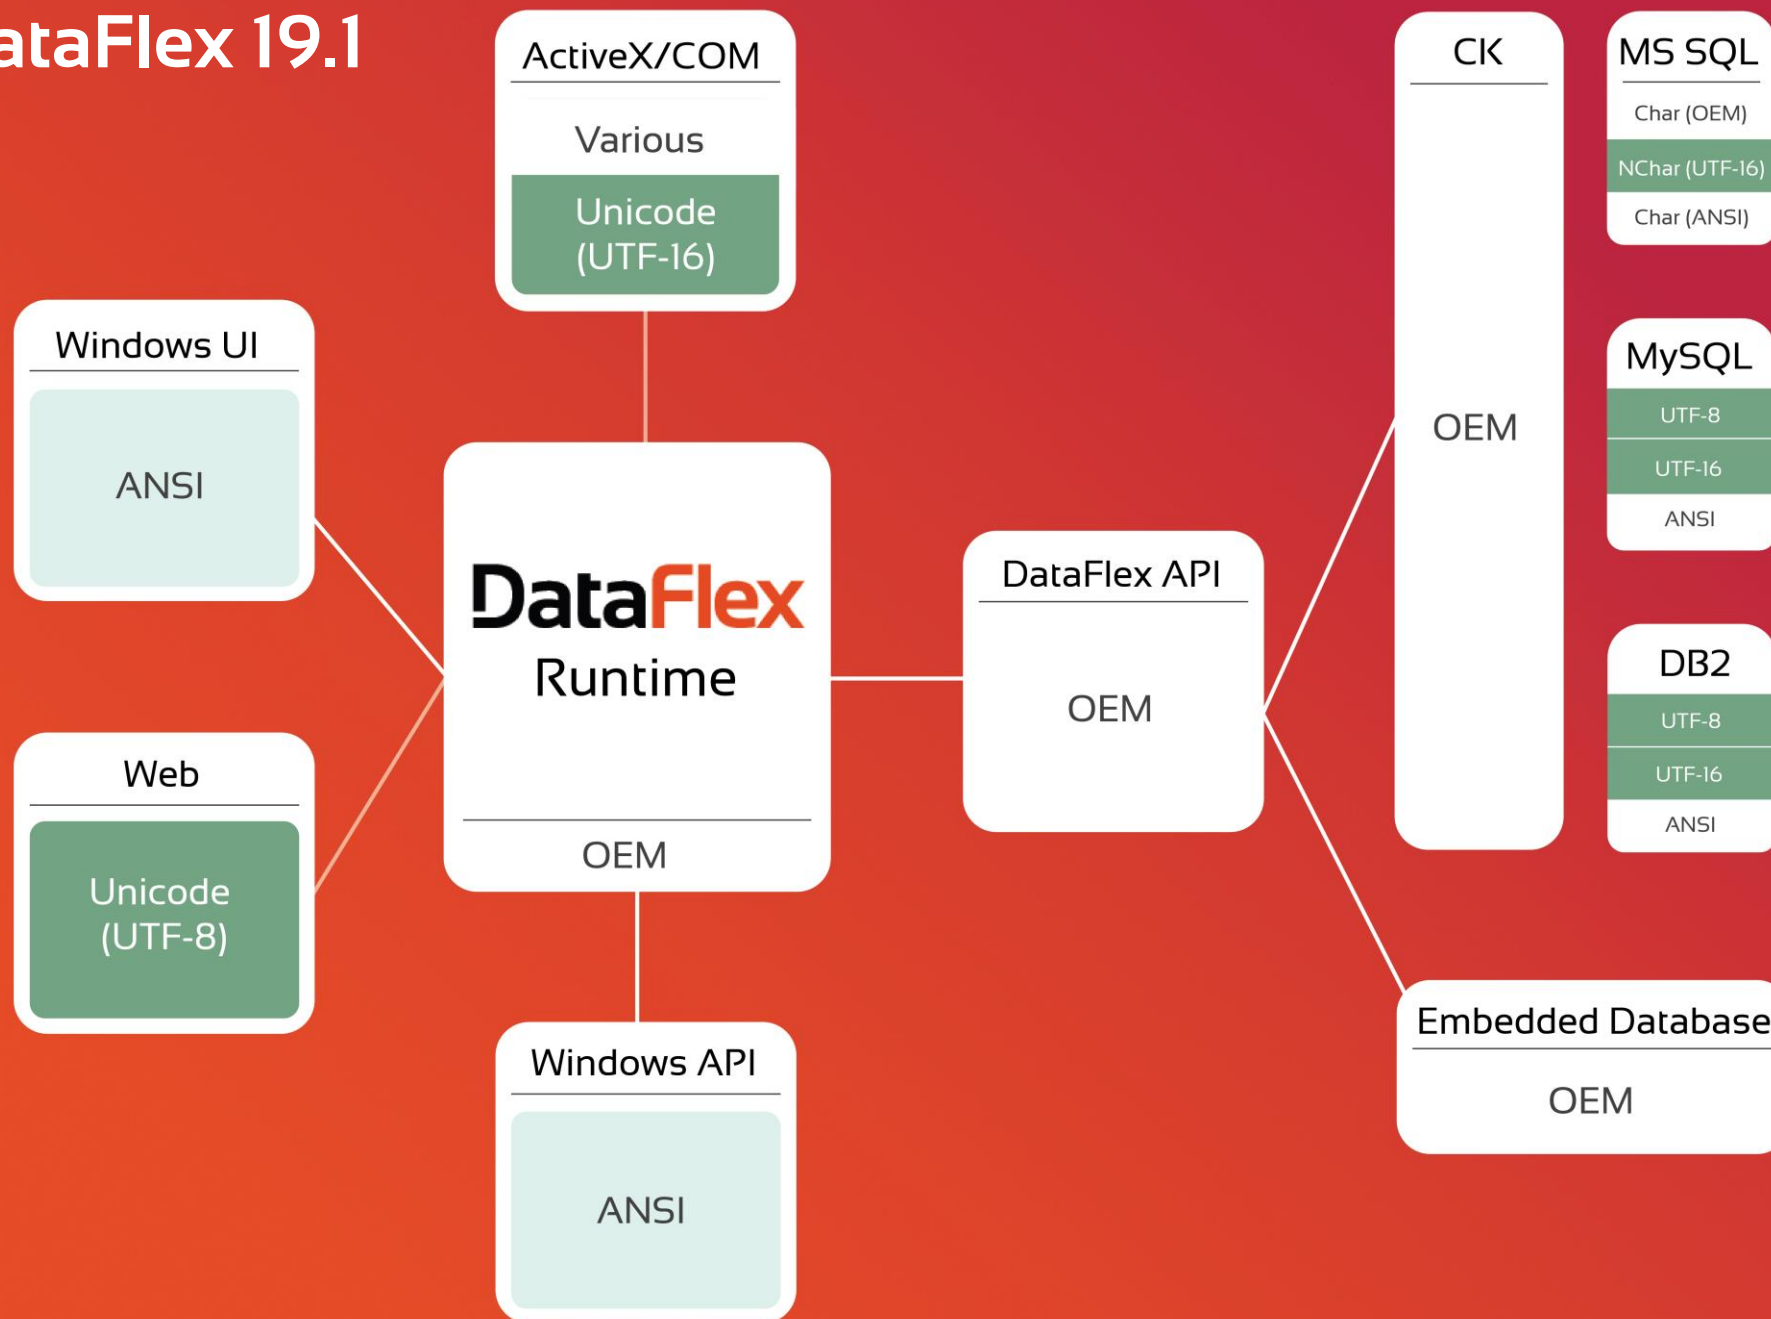 ataFlex 19.1
ActiveX/COM
Various
Unicode
(UTF-16)
Windows UI
ANSI
Web
Unicode
(UTF-8)
DataFlex
Runtime
OEM
Windows API
ANSI
DataFlex API
OEM
CK
OEM
MS SQL
Char (OEM)
NChar (UTF-16)
Char (ANSI)
MySQL
UTF-8
UTF-16
ANSI
DB2
UTF-8
UTF-16
ANSI
Embedded Database
OEM